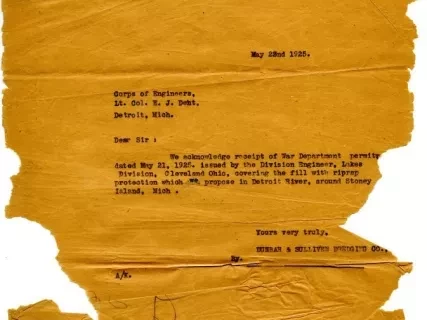 May 22nd 1925.
Corps of Engineers,
Lt. Col. E. J. Dent,
Detroit, Mich.
Dear Sir :
We acknowledge receipt of War Department permit
dated May 21, 1925. issued by the Division Engineer, Lakes
Division, Cleveland Ohio, covering the fill with riprap
protection which we propose in Detroit River, around Stoney
Island, Mich .
Yours very truly,
DUNBAR & SULLIVAN DREDGING CO.,
By.
A/K.